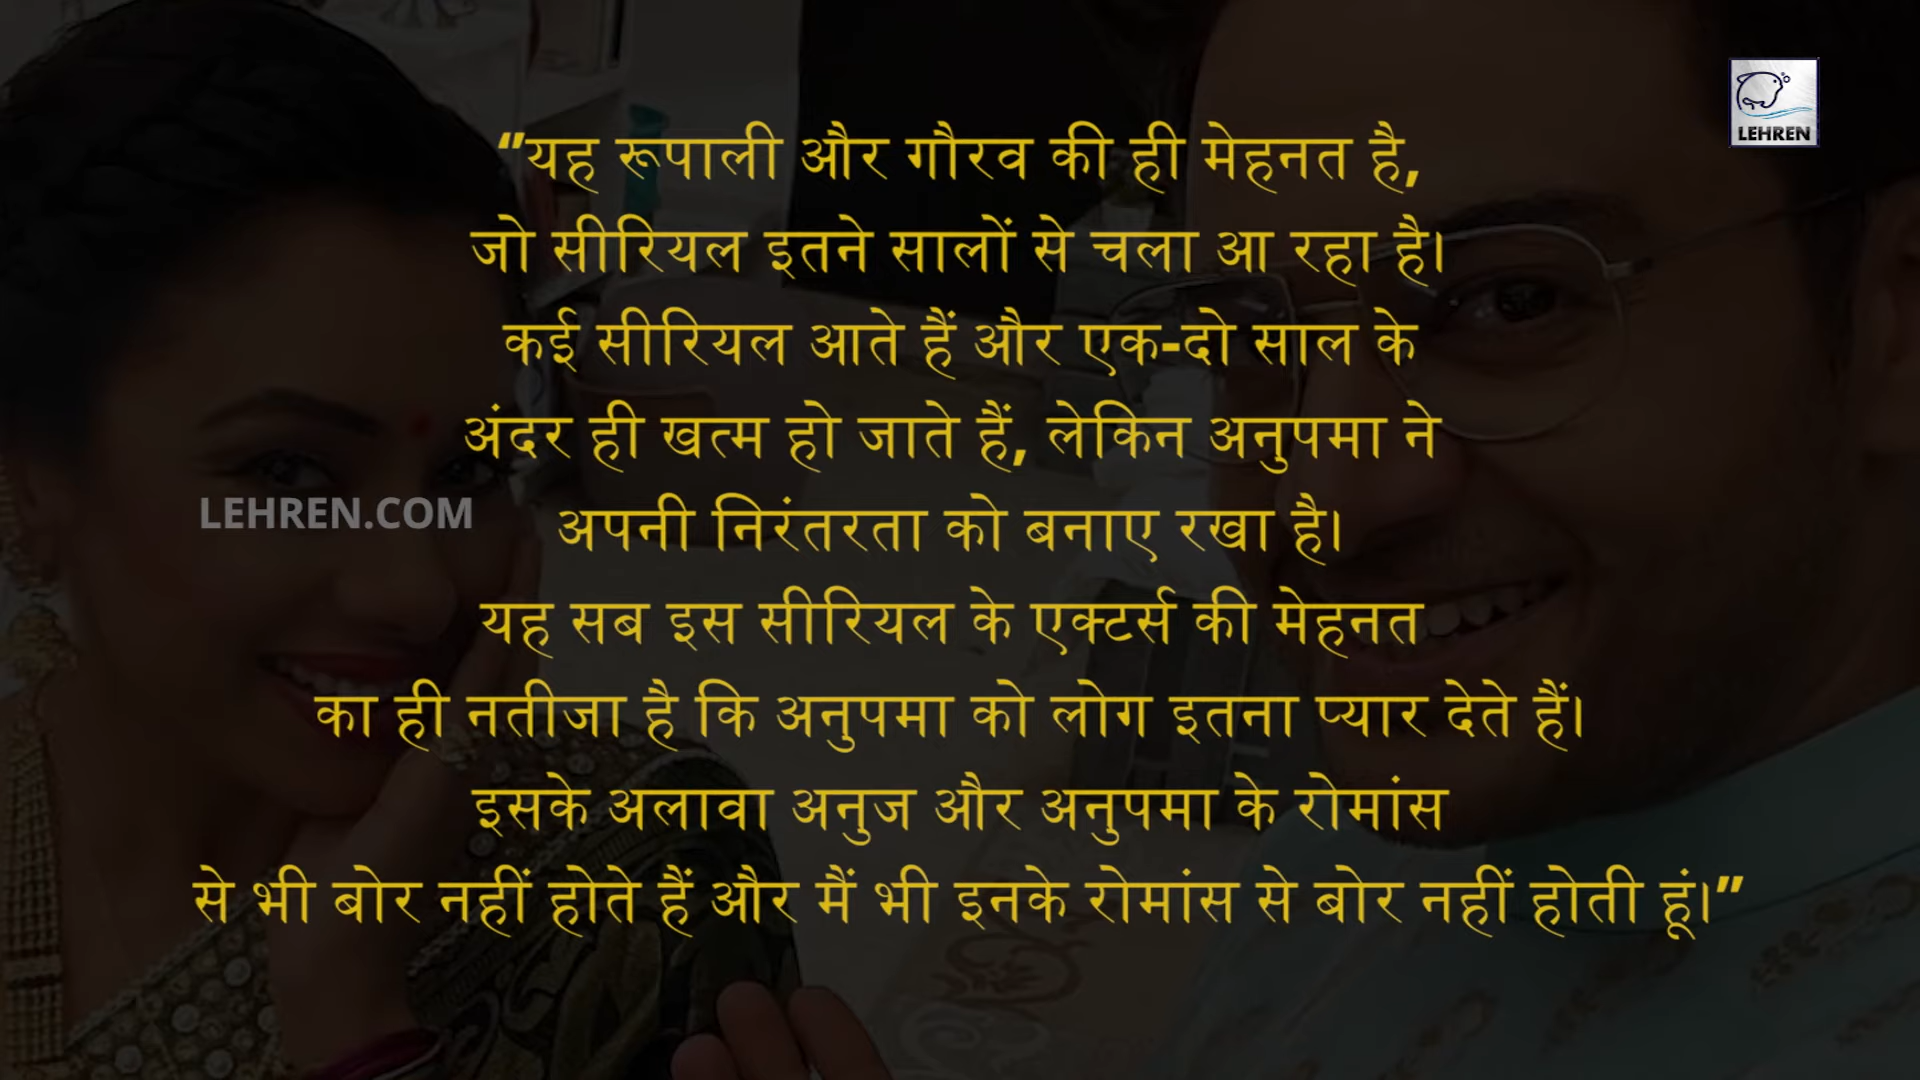 LEHREN
“यह रूपाली और गौरव की ही मेहनत है,
जो सीरियल इतने सालों से चला आ रहा है।
कई सीरियल आते हैं और एक-दो साल के
अंदर ही खत्म हो जाते हैं, लेकिन अनुपमा ने
अपनी निरंतरता को बनाए रखा है।
LEHREN.COM
यह सब इस सीरियल के एक्टर्स की मेहनत
का ही नतीजा है कि अनुपमा को लोग इतना प्यार देते हैं।
इसके अलावा अनुज और अनुपमा के रोमांस
से भी बोर नहीं होते हैं और मैं भी इनके रोमांस से बोर नहीं होती हूं।”